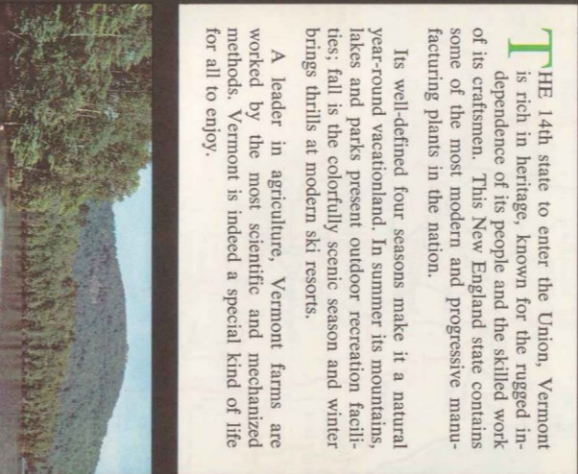 THE 14th state to enter the Union, Vermont
is rich in heritage, known for the rugged in-
dependence of its people and the skilled work
of its craftsmen. This New England state contains
some of the most modern and progressive manu-
facturing plants in the nation.
Its well-defined four seasons make it a natural
year-round vacationland. In summer its mountains,
lakes and parks present outdoor recreation facili-
ties; fall is the colorfully scenic season and winter
brings thrills at modern ski resorts.
A leader in agriculture, Vermont farms are
worked by the most scientific and mechanized
methods. Vermont is indeed a special kind of life
for all to enjoy.